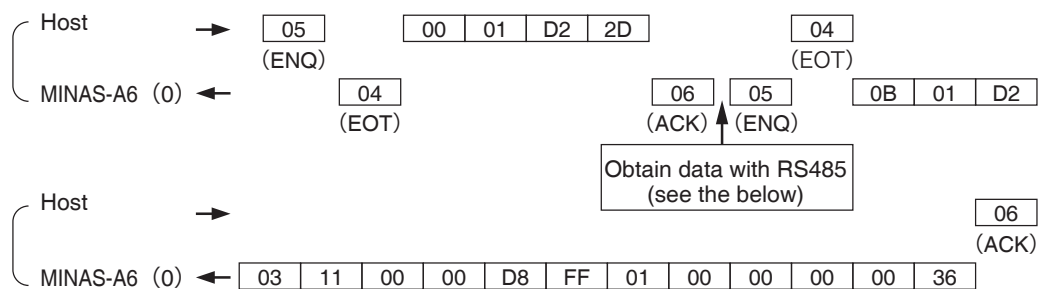 Host 05 00 01 D2 2D 04
(ENQ) (EOT)
MINAS-A6 (0) 04 06 05 0B 01 D2
(EOT) (ACK) (ENQ)
Obtain data with RS485
(see the below)
Host 06
(ACK)
MINAS-A6 (0) 03 11 00 00 D8 FF 01 00 00 00 00 36